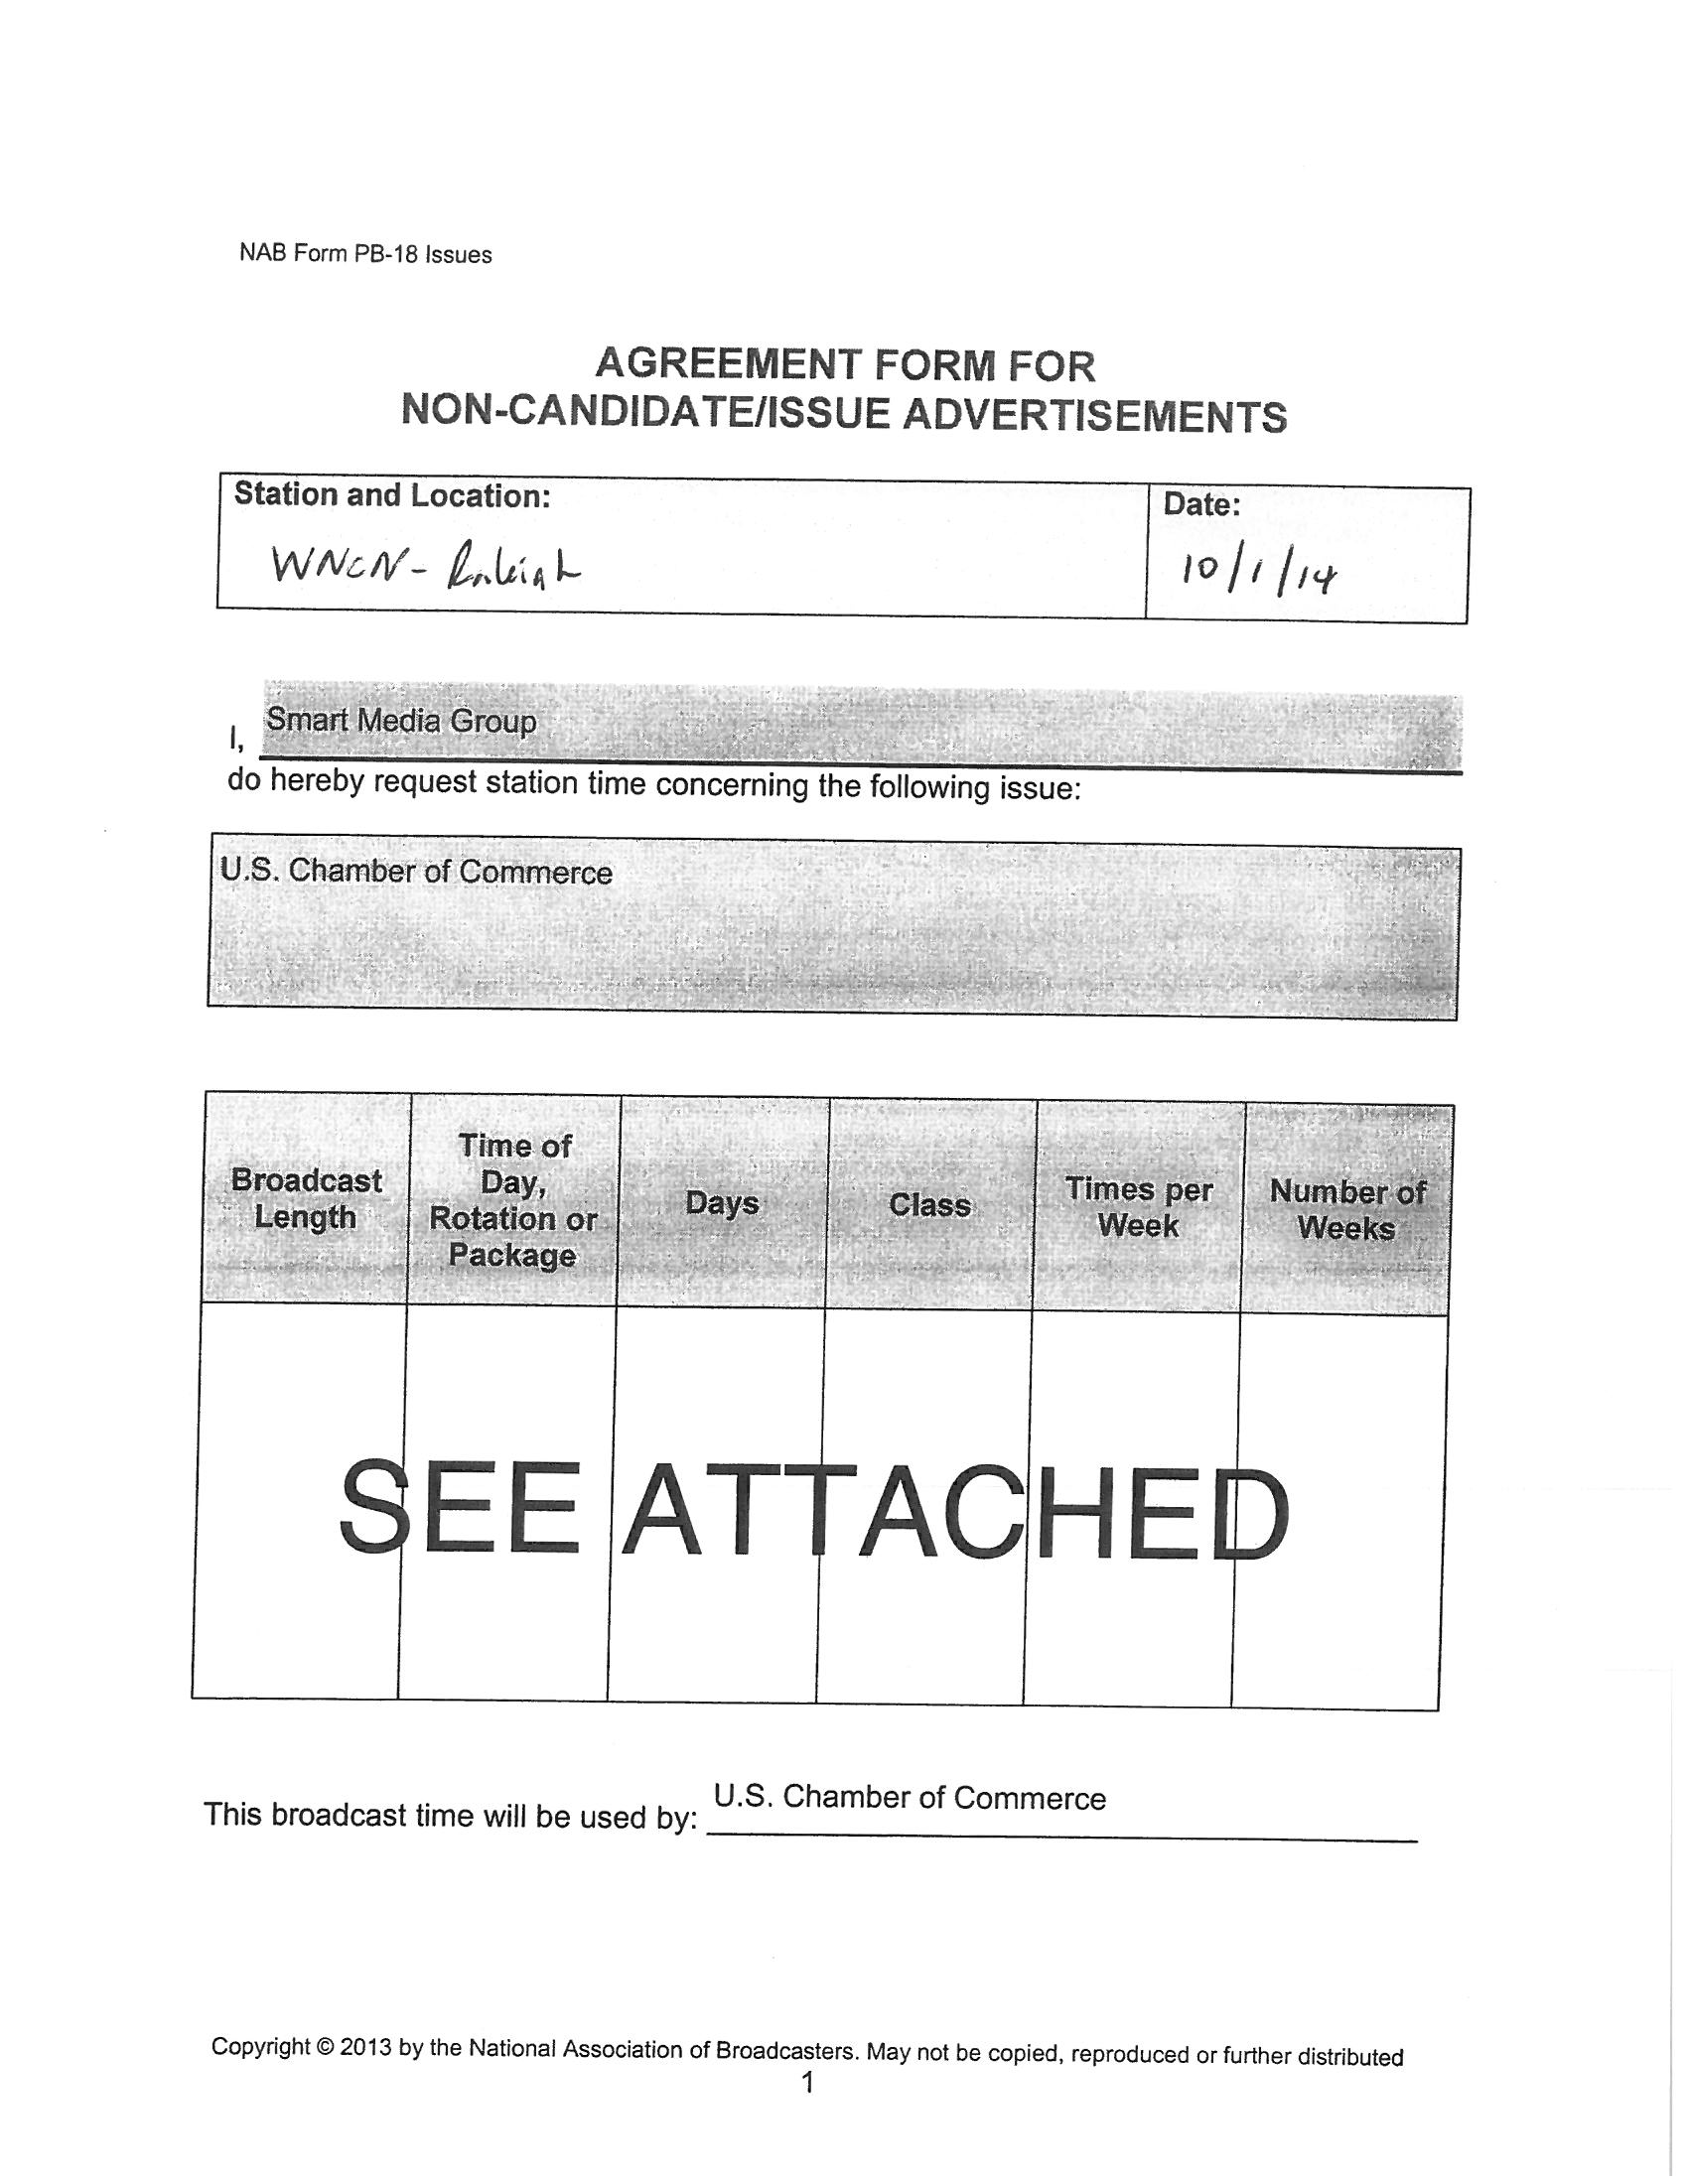 NAB Form PB-18 Issues
AGREEMENT FORM FOR
NON-CANDIDATE/ISSUE ADVERTISEMENTS
Station and Location:
WNCN - Raleigh
Date:
10/1/14
I, Smart Media Group
do hereby request station time concerning the following issue:
U.S. Chamber of Commerce
Broadcast
Length
Time of
Day,
Rotation or
Package
Days
Class
Times per
Week
Number of
Weeks
SEE ATTACHED
This broadcast time will be used by: U.S. Chamber of Commerce
Copyright © 2013 by the National Association of Broadcasters. May not be copied, reproduced or further distributed
1